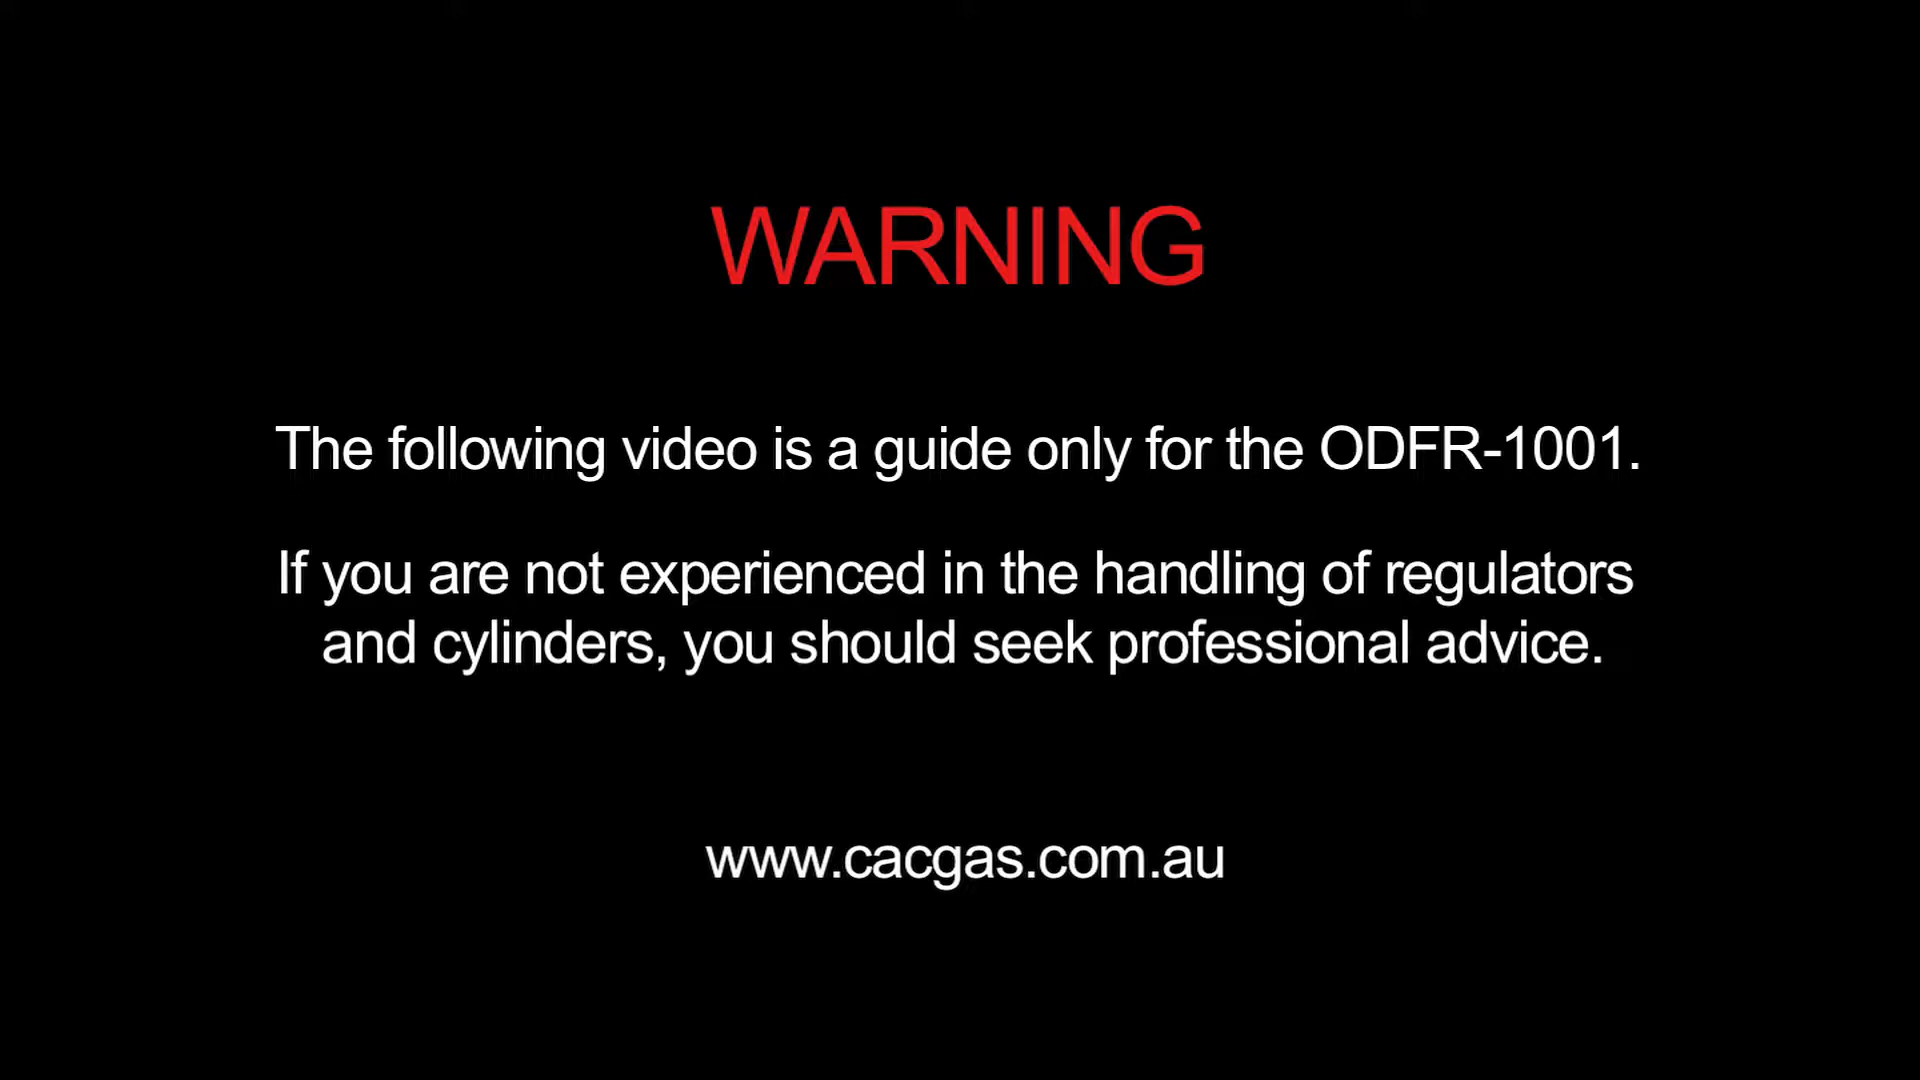 WARNING
The following video is a guide only for the ODFR-1001.
If you are not experienced in the handling of regulators
and cylinders, you should seek professional advice.
www.cacgas.com.au